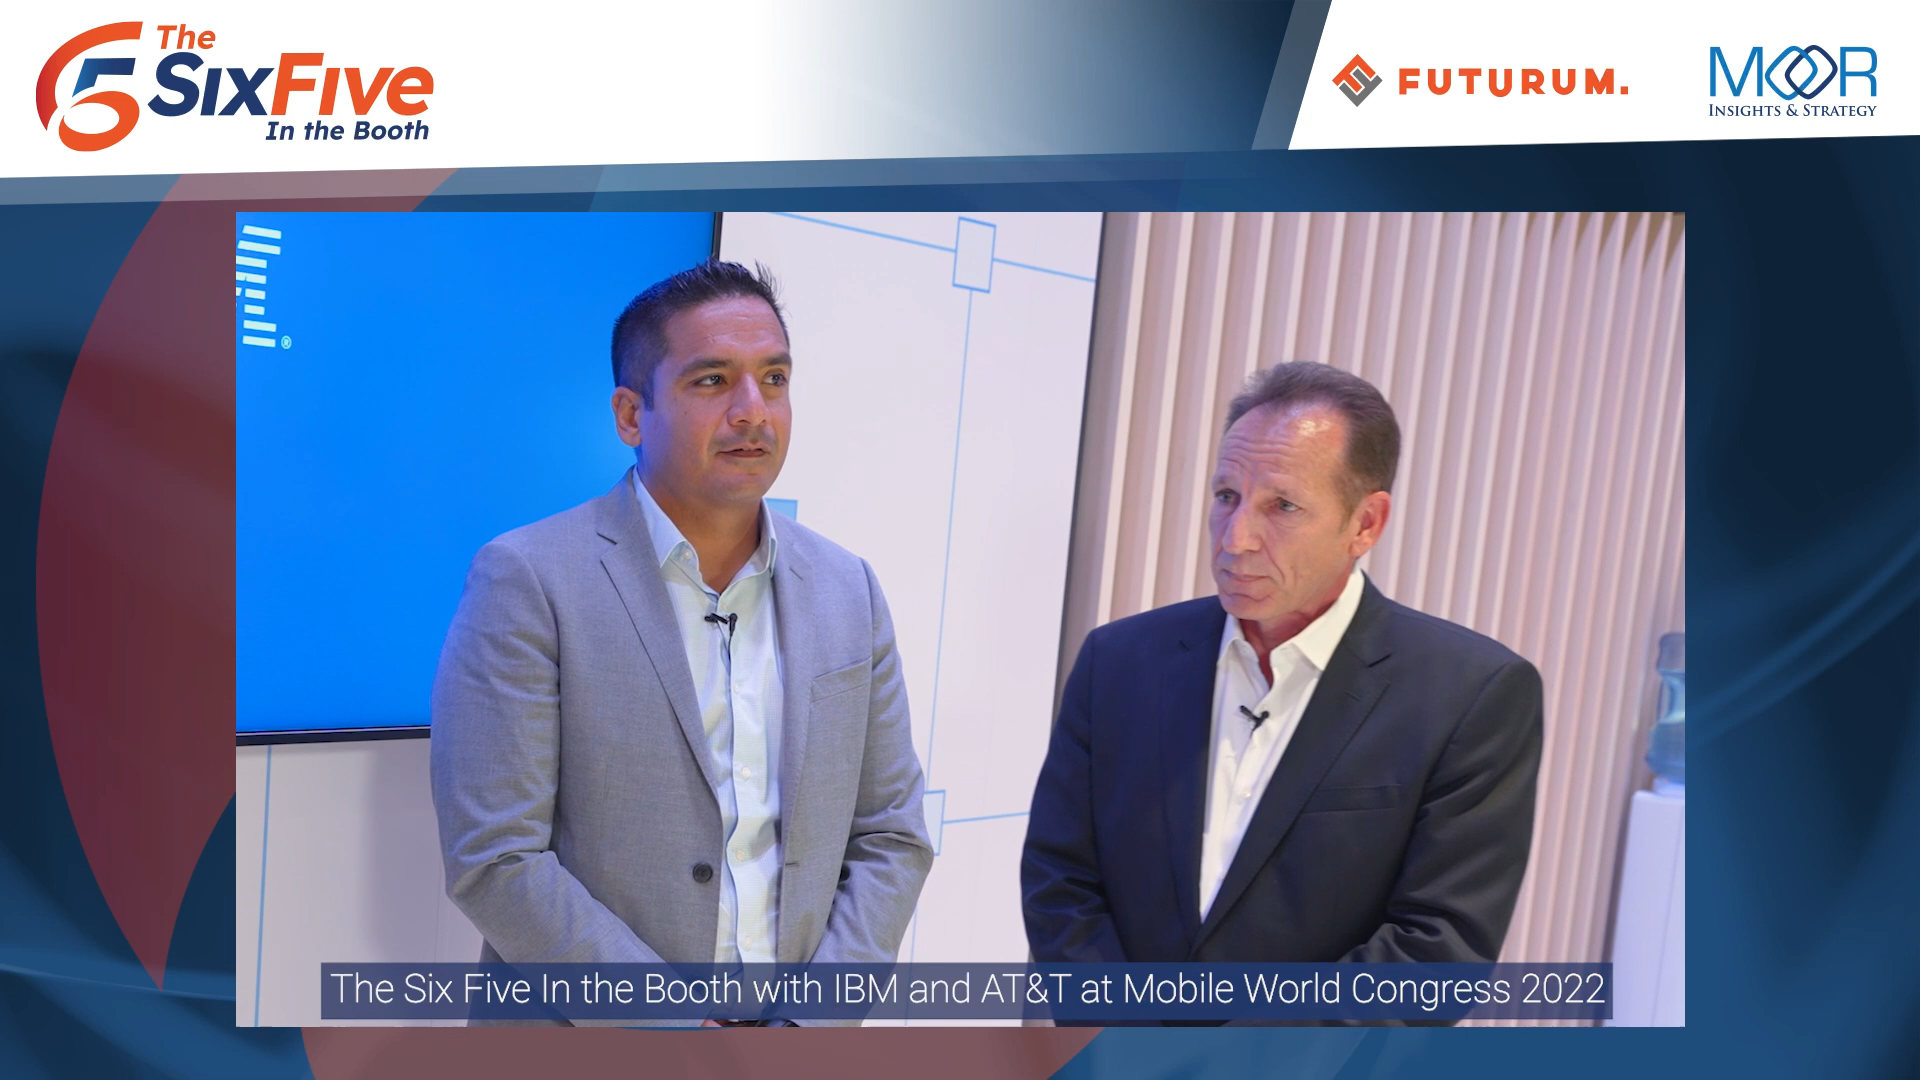 The
SixFive
In the Booth
FUTURUM.
MOOR
INSIGHTS & STRATEGY
®
The Six Five In the Booth with IBM and AT&T at Mobile World Congress 2022